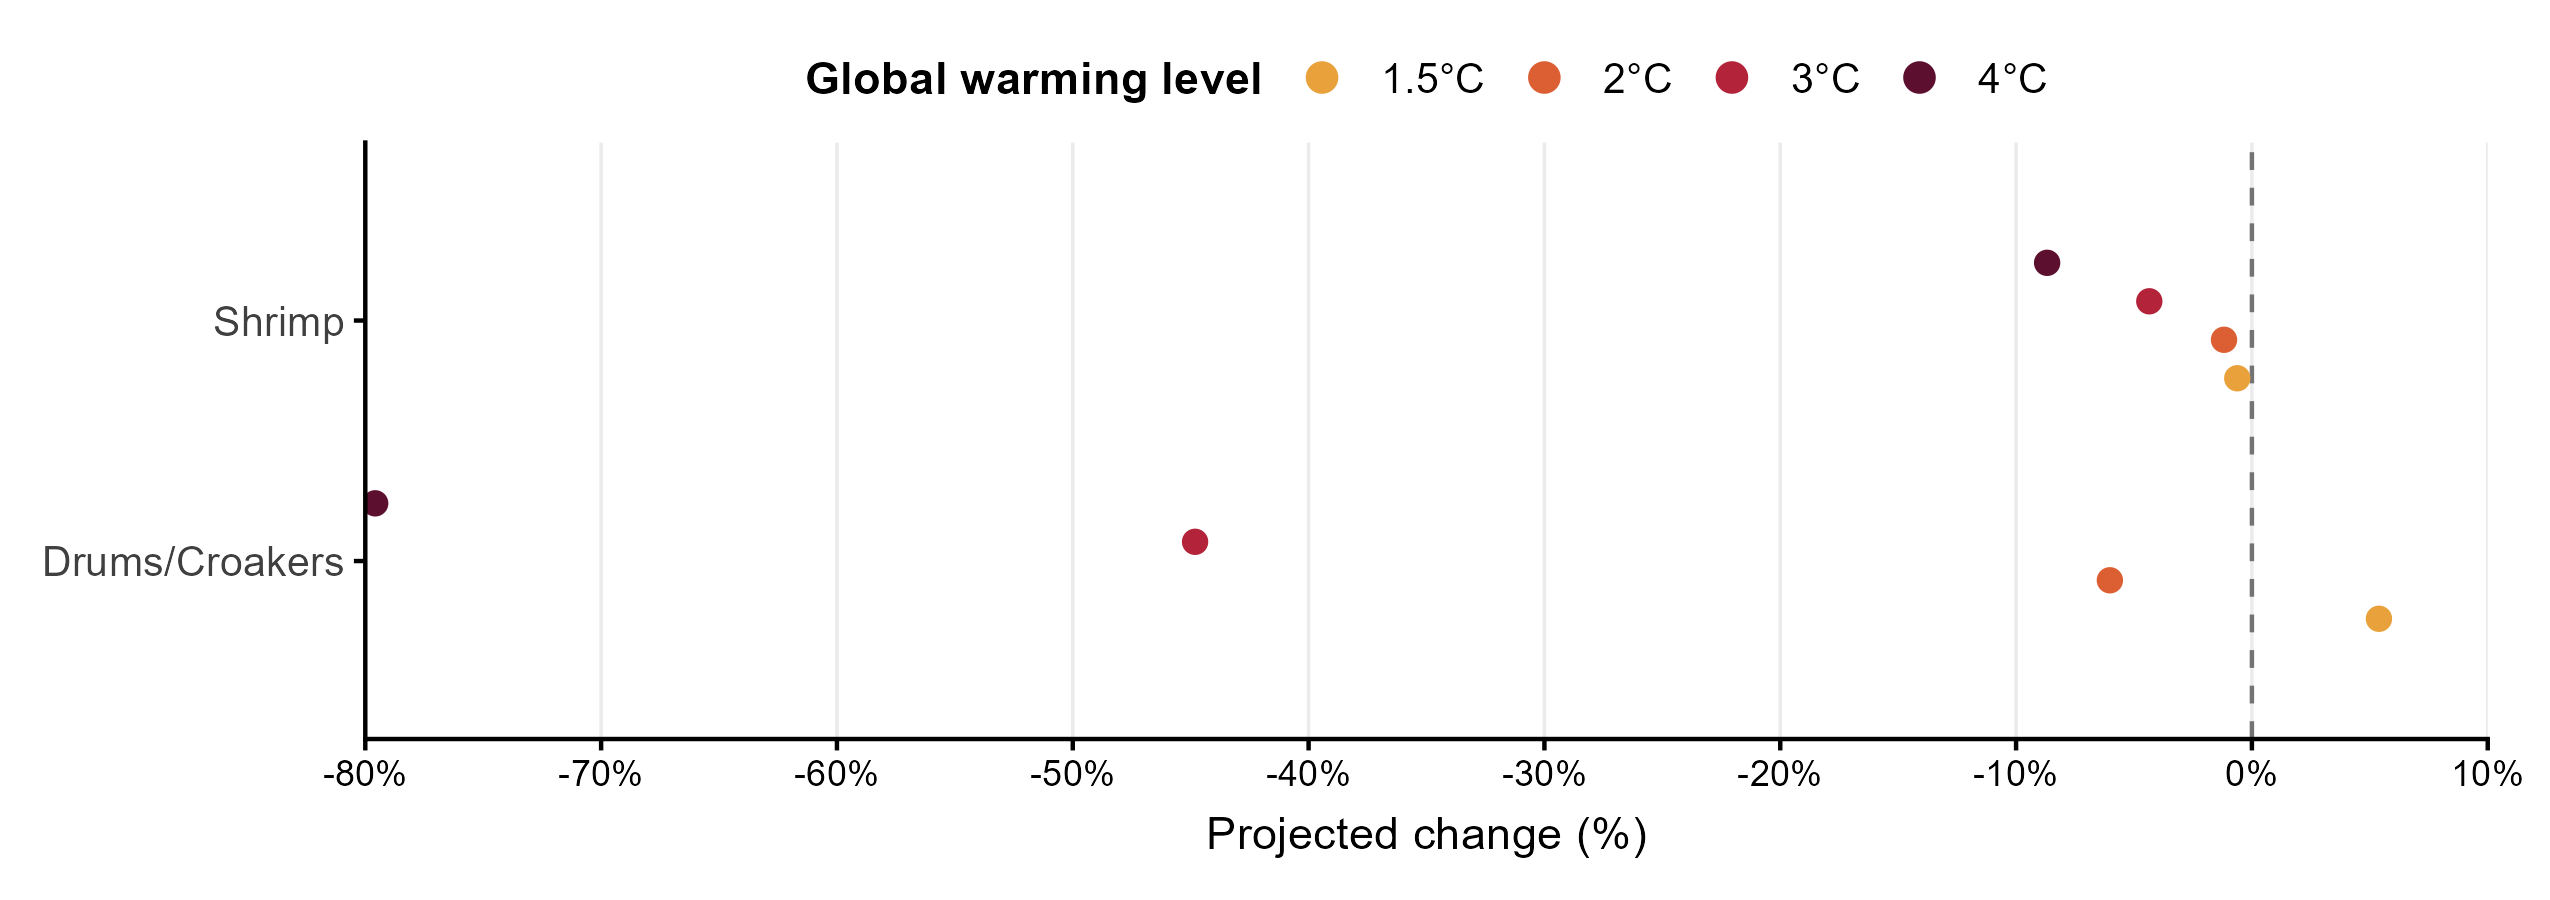 Global warming level 1.5°C 2°C 3°C 4°C
Shrimp
Drums/Croakers
-80% -70% -60% -50% -40% -30% -20% -10% 0% 10%
Projected change (%)